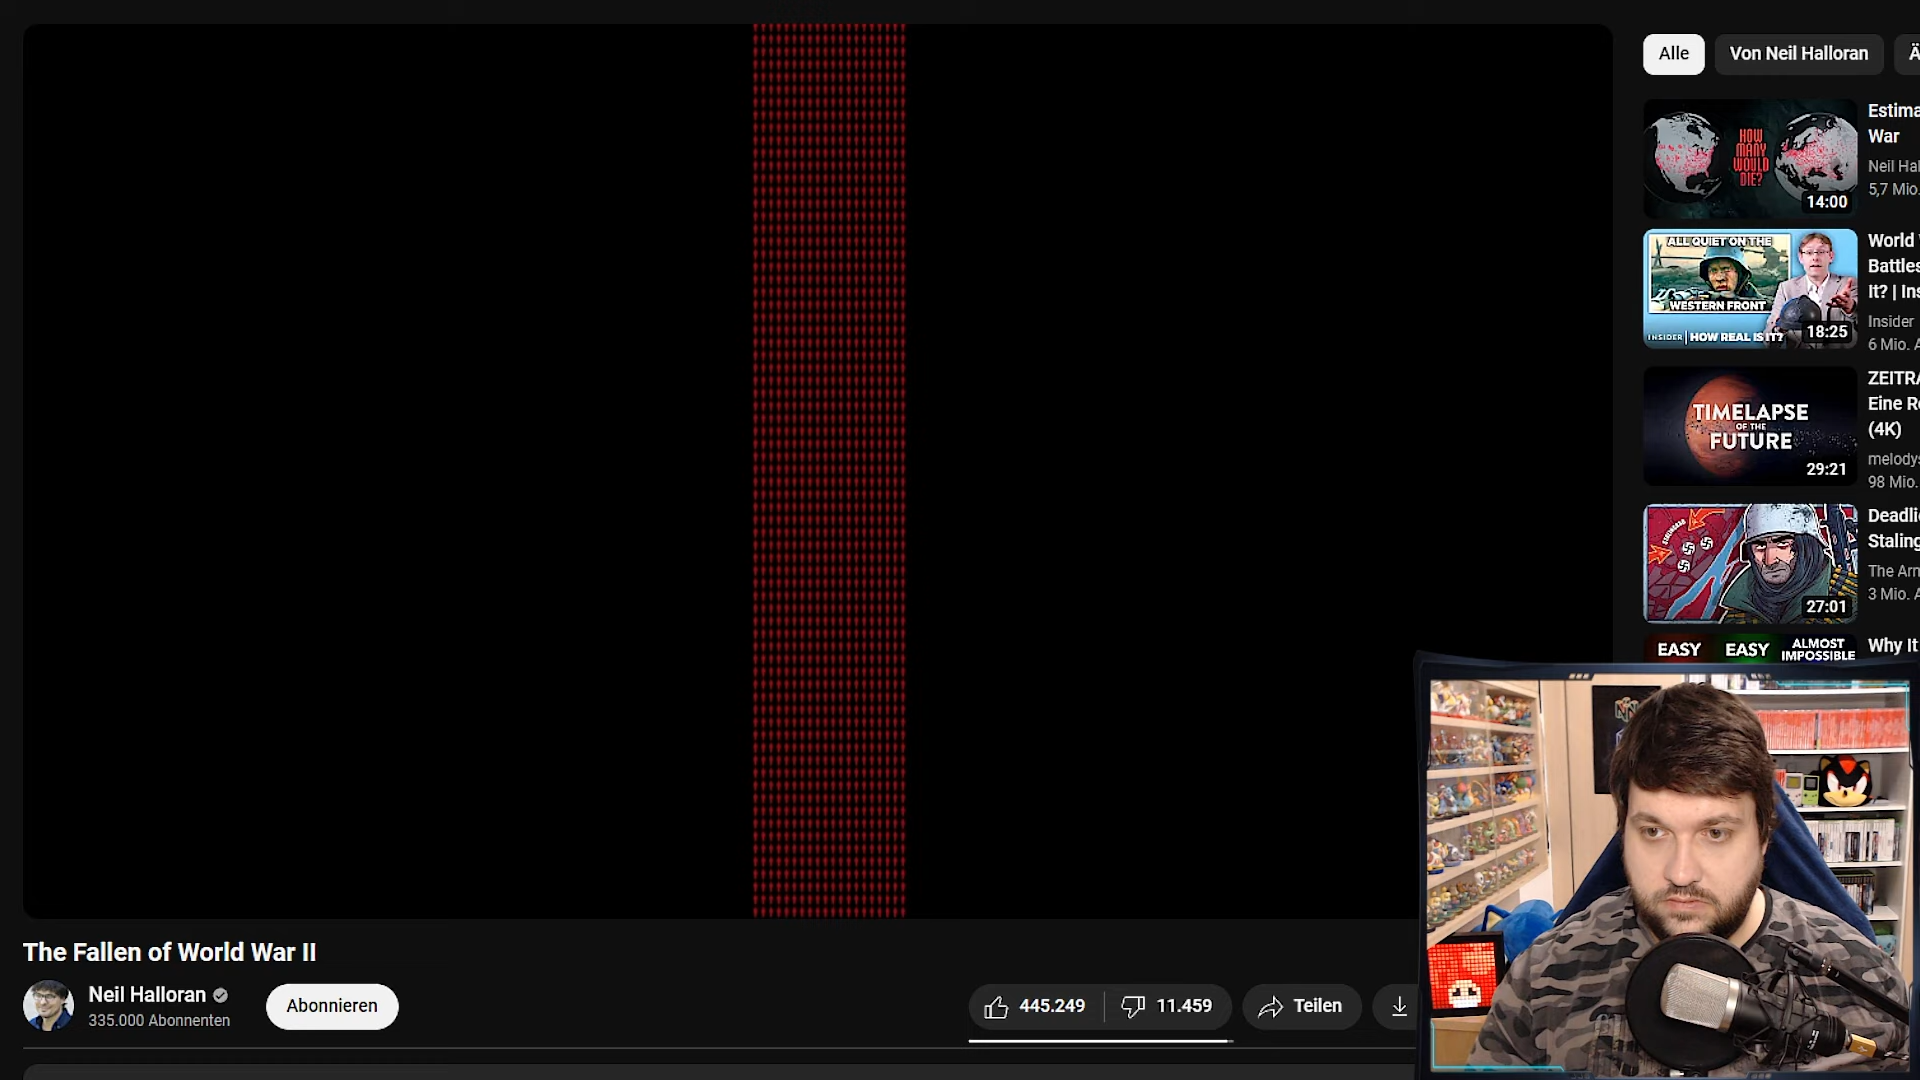 Alle
Von Neil Halloran
Ä
HOW
MANY
WOULD
DIE?
14:00
Estima
War
Neil Hal
5,7 Mio.
ALL QUIET ON THE
WESTERN FRONT
INSIDER | HOW REAL IS IT?
18:25
World
Battles
It? | Ins
Insider
6 Mio. A
TIMELAPSE
OF THE
FUTURE
29:21
ZEITRA
Eine Re
(4K)
melodys
98 Mio.
STALINGRAD
27:01
Deadli
Staling
The Arm
3 Mio. A
EASY EASY ALMOST IMPOSSIBLE
Why It
The Fallen of World War II
Neil Halloran
335.000 Abonnenten
Abonnieren
445.249
11.459
Teilen